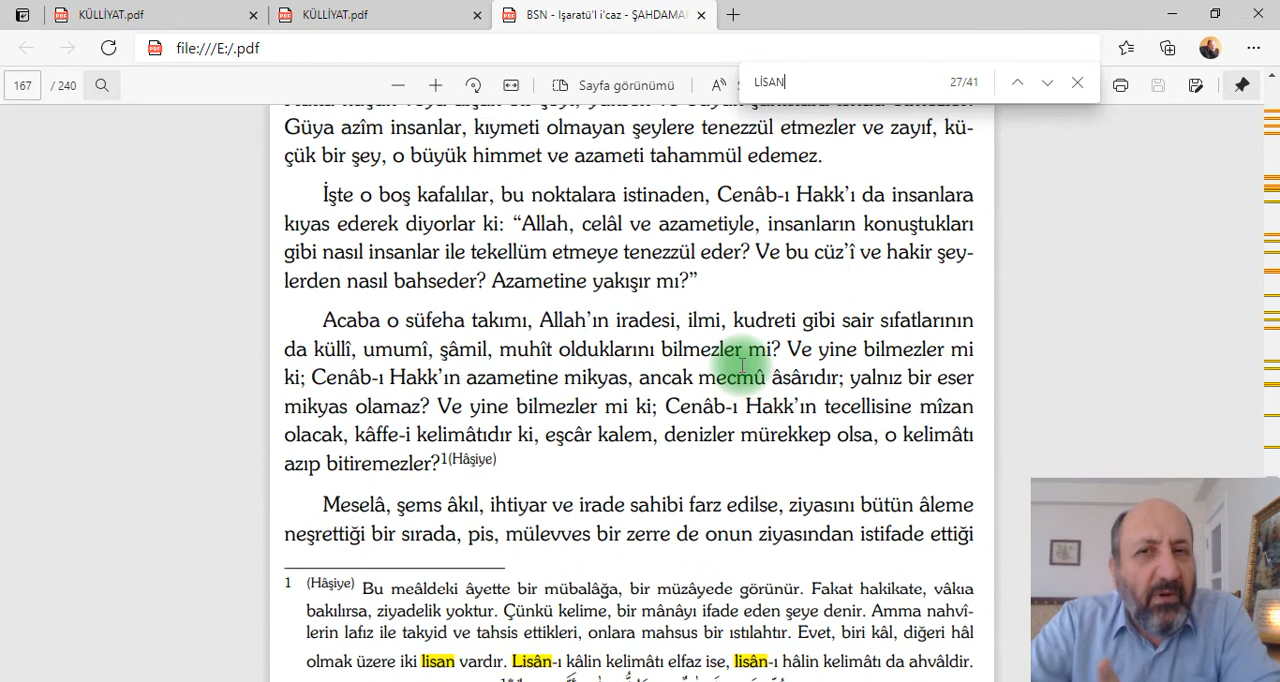 KÜLLİYAT.pdf
KÜLLİYAT.pdf
BSN - Işaratü'l i'caz - ŞAHDAMA
file:///E:/.pdf
167 / 240
Sayfa görünümü
LİSAN
27/41
Güya azîm insanlar, kıymeti olmayan şeylere tenezzül etmezler ve zayıf, kü-
çük bir şey, o büyük himmet ve azameti tahammül edemez.
İşte o boş kafalılar, bu noktalara istinaden, Cenâb-ı Hakk'ı da insanlara
kıyas ederek diyorlar ki: “Allah, celâl ve azametiyle, insanların konuştukları
gibi nasıl insanlar ile tekellüm etmeye tenezzül eder? Ve bu cüz'î ve hakir şey-
lerden nasıl bahseder? Azametine yakışır mı?”
Acaba o süfeha takımı, Allah'ın iradesi, ilmi, kudreti gibi sair sıfatlarının
da küllî, umumî, şâmil, muhît olduklarını bilmezler mi? Ve yine bilmezler mi
ki; Cenâb-ı Hakk'ın azametine mikyas, ancak mecmû âsârıdır; yalnız bir eser
mikyas olamaz? Ve yine bilmezler mi ki; Cenâb-ı Hakk'ın tecellisine mîzan
olacak, kâffe-i kelimâtıdır ki, eşcâr kalem, denizler mürekkep olsa, o kelimâtı
azıp bitiremezler?1(Hâşiye)
Meselâ, şems âkıl, ihtiyar ve irade sahibi farz edilse, ziyasını bütün âleme
neşrettiği bir sırada, pis, mülevves bir zerre de onun ziyasından istifade ettiği
1 (Hâşiye) Bu meâldeki âyette bir mübalâğa, bir müzâyede görünür. Fakat hakikate, vâkıa
bakılırsa, ziyadelik yoktur. Çünkü kelime, bir mânâyı ifade eden şeye denir. Amma nahvî-
lerin lafız ile takyid ve tahsis ettikleri, onlara mahsus bir ıstılahtır. Evet, biri kâl, diğeri hâl
olmak üzere iki lisan vardır. Lisân-ı kâlin kelimâtı elfaz ise, lisân-ı hâlin kelimâtı da ahvâldir.